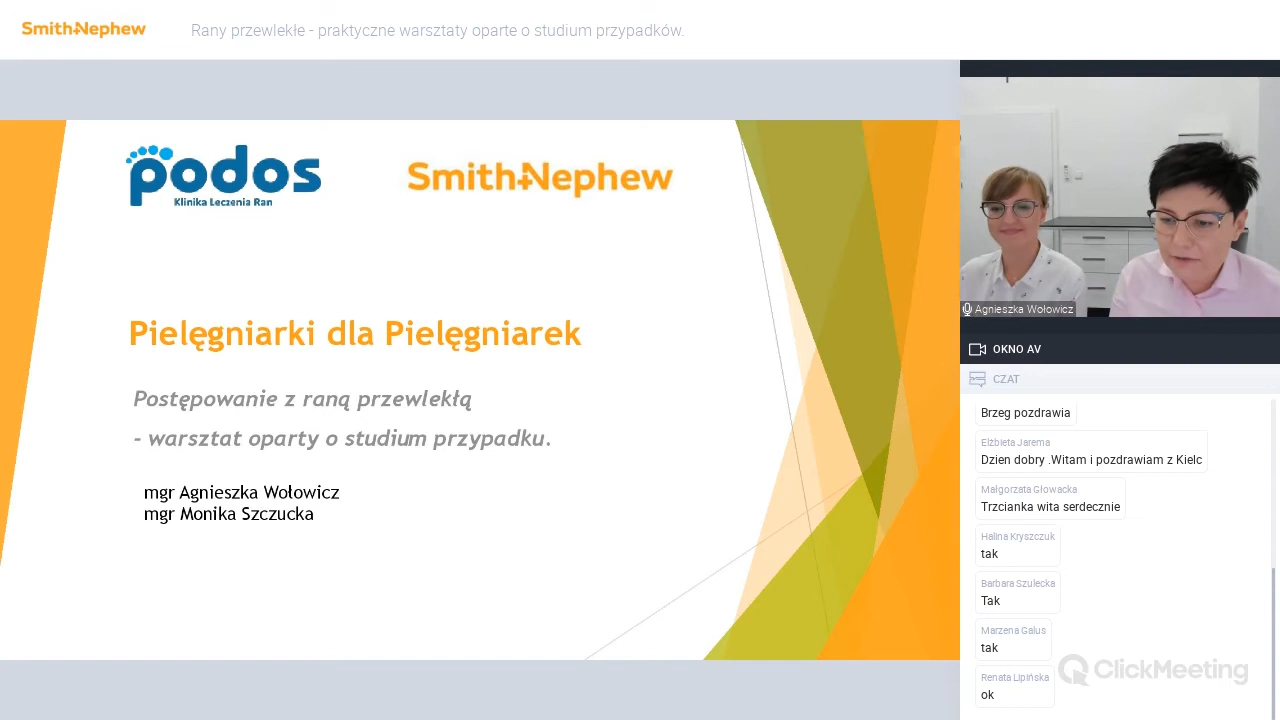 Smith+Nephew
Rany przewlekłe - praktyczne warsztaty oparte o studium przypadków.
podos
Klinika Leczenia Ran
Smith+Nephew
Pielęgniarki dla Pielęgniarek
Postępowanie z raną przewlekłą
- warsztat oparty o studium przypadku.
mgr Agnieszka Wołowicz
mgr Monika Szczucka
Agnieszka Wołowicz
OKNO AV
CZAT
Brzeg pozdrawia
Elżbieta Jarema
Dzien dobry .Witam i pozdrawiam z Kielc
Małgorzata Głowacka
Trzcianka wita serdecznie
Halina Kryszczuk
tak
Barbara Szulecka
Tak
Marzena Galus
tak
Renata Lipińska
ok
ClickMeeting